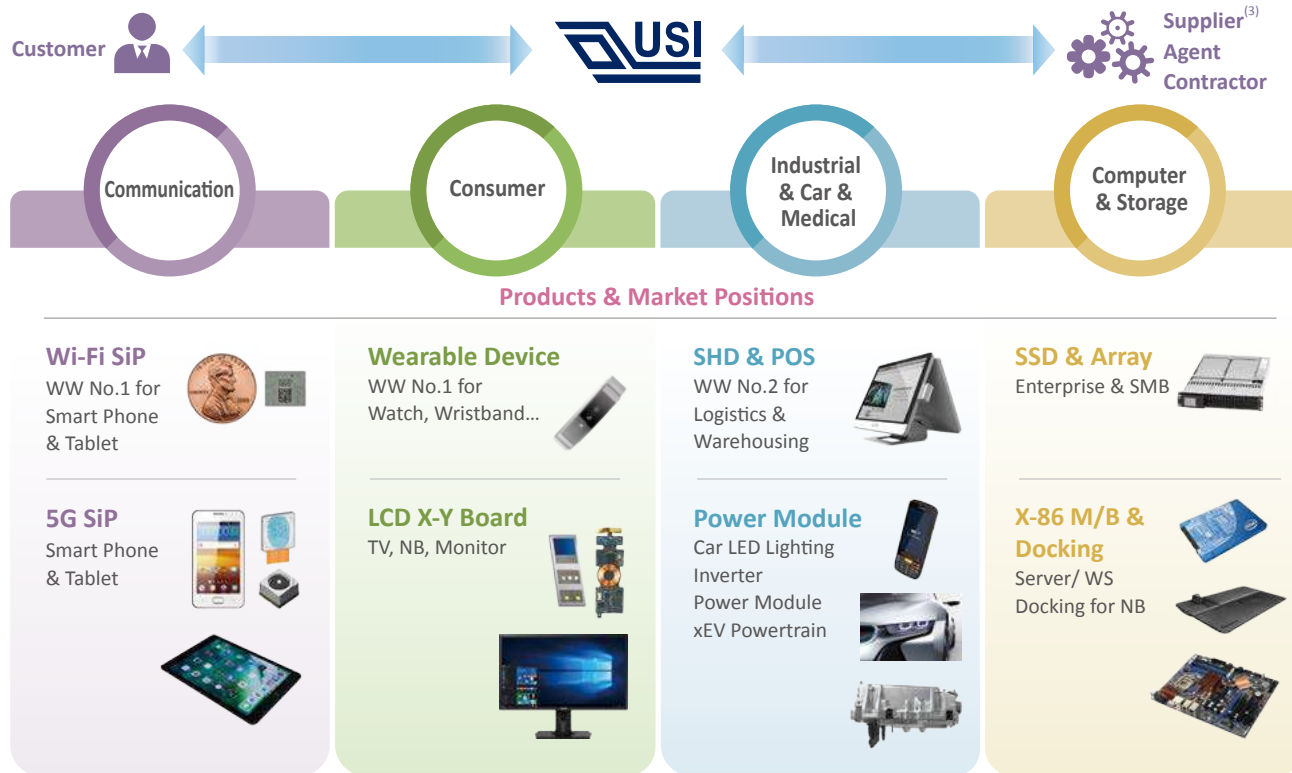 Customer
USI
Supplier(3)
Agent
Contractor
Communication
Consumer
Industrial
& Car &
Medical
Computer
& Storage
Products & Market Positions
Wi-Fi SiP
WW No.1 for
Smart Phone
& Tablet
5G SiP
Smart Phone
& Tablet
Wearable Device
WW No.1 for
Watch, Wristband...
LCD X-Y Board
TV, NB, Monitor
SHD & POS
WW No.2 for
Logistics &
Warehousing
Power Module
Car LED Lighting
Inverter
Power Module
xEV Powertrain
SSD & Array
Enterprise & SMB
X-86 M/B &
Docking
Server/ WS
Docking for NB